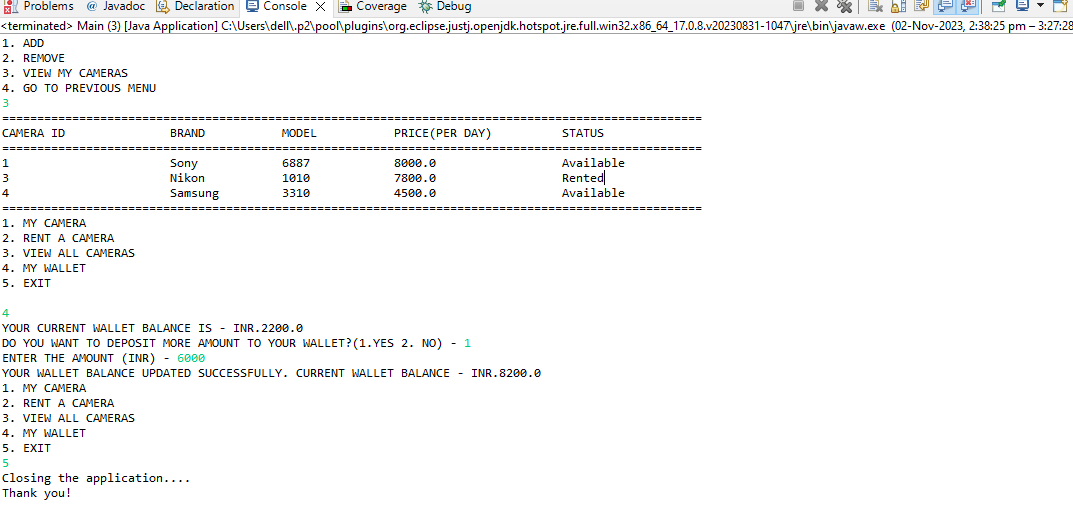 Problems @ Javadoc Declaration Console Coverage Debug
<terminated> Main (3) [Java Application] C:\Users\dell\.p2\pool\plugins\org.eclipse.justj.openjdk.hotspot.jre.full.win32.x86_64_17.0.8.v20230831-1047\jre\bin\javaw.exe (02-Nov-2023, 2:38:25 pm – 3:27:28
1. ADD
2. REMOVE
3. VIEW MY CAMERAS
4. GO TO PREVIOUS MENU
3
====================================================================================================
CAMERA ID BRAND MODEL PRICE(PER DAY) STATUS
====================================================================================================
1 Sony 6887 8000.0 Available
3 Nikon 1010 7800.0 Rented
4 Samsung 3310 4500.0 Available
====================================================================================================
1. MY CAMERA
2. RENT A CAMERA
3. VIEW ALL CAMERAS
4. MY WALLET
5. EXIT
4
YOUR CURRENT WALLET BALANCE IS - INR.2200.0
DO YOU WANT TO DEPOSIT MORE AMOUNT TO YOUR WALLET?(1.YES 2. NO) - 1
ENTER THE AMOUNT (INR) - 6000
YOUR WALLET BALANCE UPDATED SUCCESSFULLY. CURRENT WALLET BALANCE - INR.8200.0
1. MY CAMERA
2. RENT A CAMERA
3. VIEW ALL CAMERAS
4. MY WALLET
5. EXIT
5
Closing the application....
Thank you!